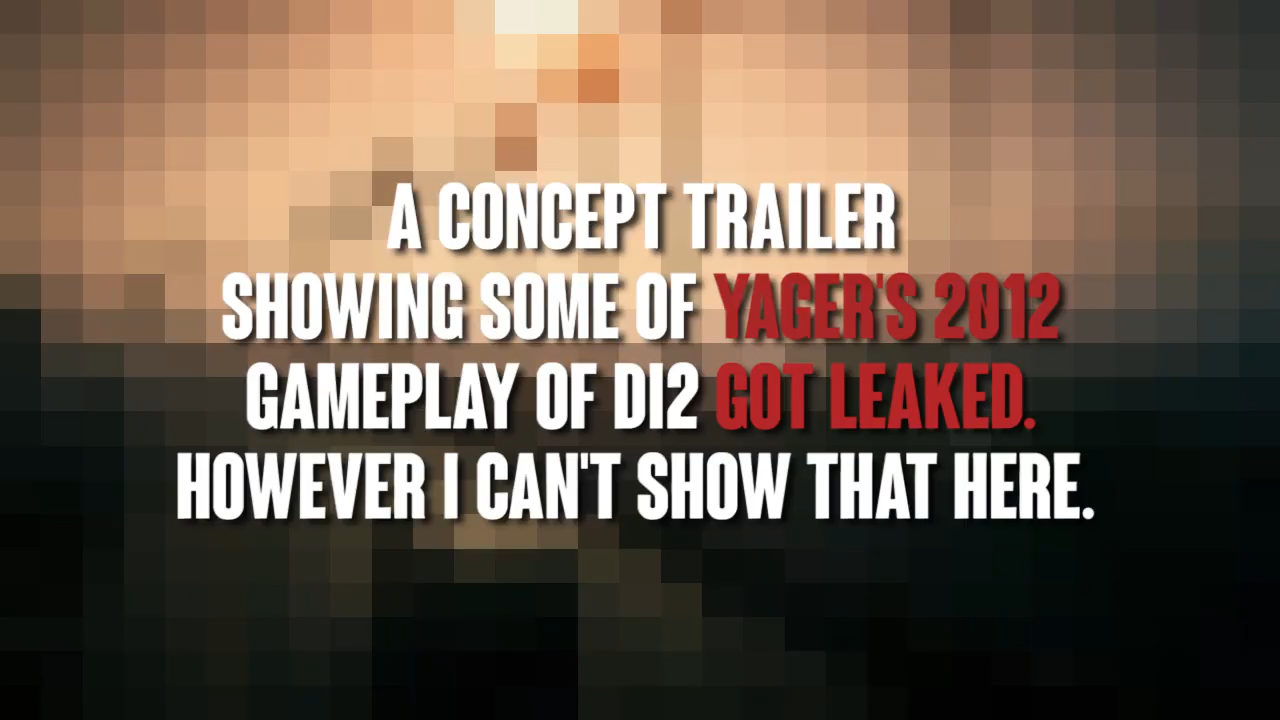 A CONCEPT TRAILER
SHOWING SOME OF YAGER'S 2012
GAMEPLAY OF DI2 GOT LEAKED.
HOWEVER I CAN'T SHOW THAT HERE.